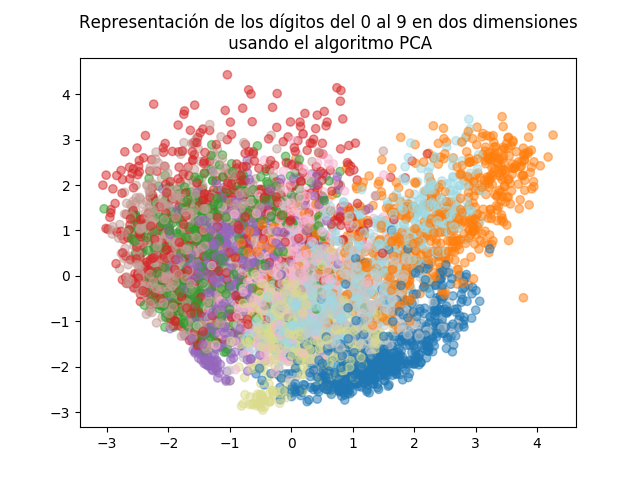 Representación de los dígitos del 0 al 9 en dos dimensiones
usando el algoritmo PCA
4
3
2
1
0
−1
−2
−3
−3 −2 −1 0 1 2 3 4